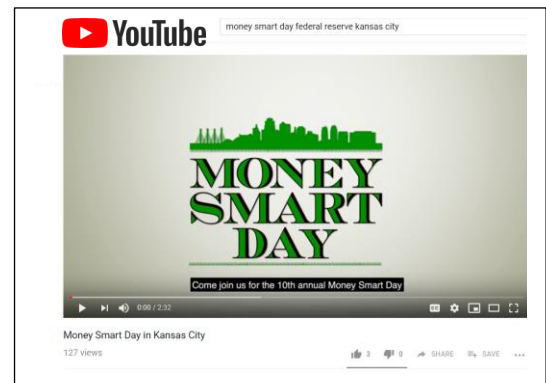 YouTube
money smart day federal reserve kansas city
MONEY
SMART
DAY
Come join us for the 10th annual Money Smart Day
0:00 / 2:32
CC
Money Smart Day in Kansas City
127 views
3
0
SHARE
SAVE